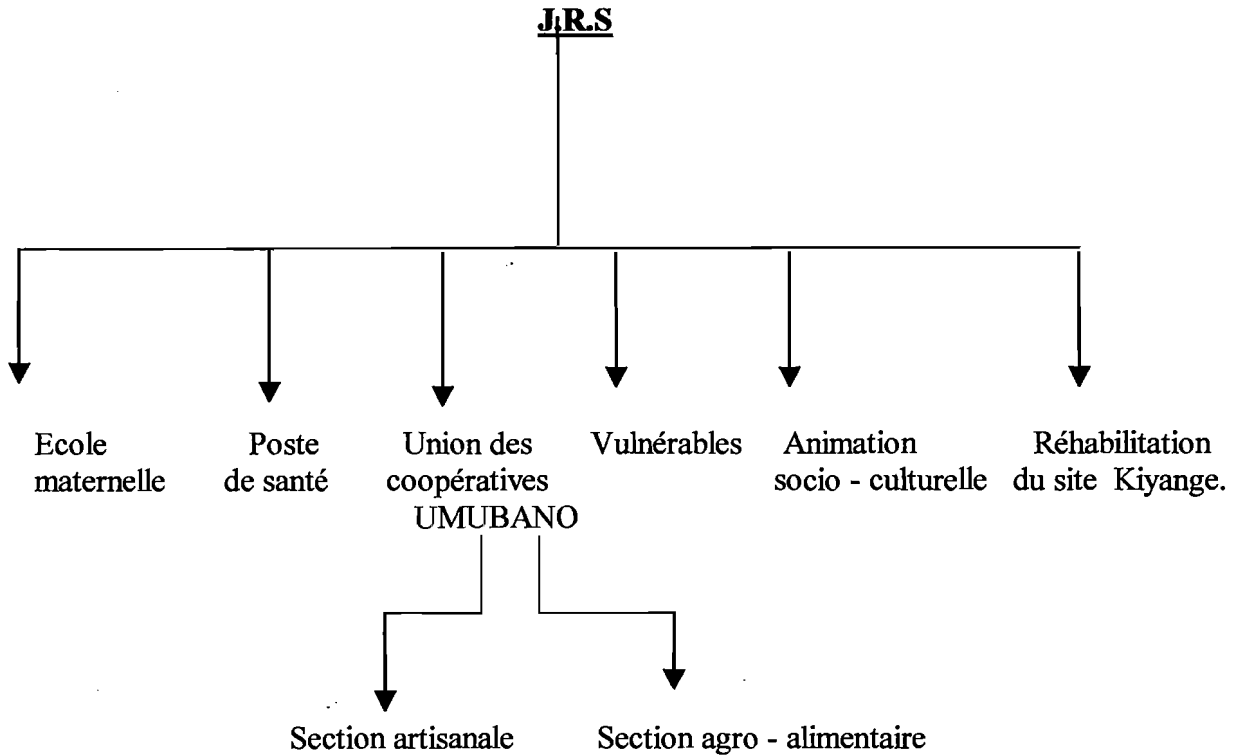 J.R.S
Ecole
maternelle
Poste
de santé
Union des
coopératives
UMUBANO
Vulnérables
Animation
socio - culturelle
Réhabilitation
du site Kiyange.
Section artisanale
Section agro - alimentaire